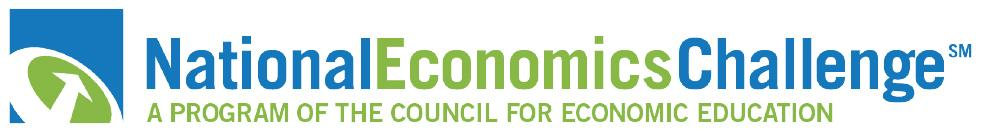 NationalEconomicsChallenge℠
A PROGRAM OF THE COUNCIL FOR ECONOMIC EDUCATION